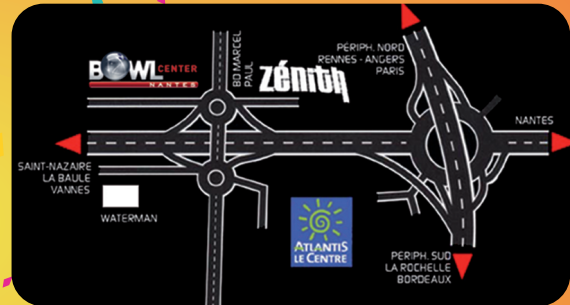 PÉRIPH. NORD
RENNES - ANGERS
PARIS
BD MARCEL
PAUL
BOWL CENTER
NANTES
zénith
NANTES
SAINT-NAZAIRE
LA BAULE
VANNES
WATERMAN
ATLANTIS
LE CENTRE
PERIPH. SUD
LA ROCHELLE
BORDEAUX